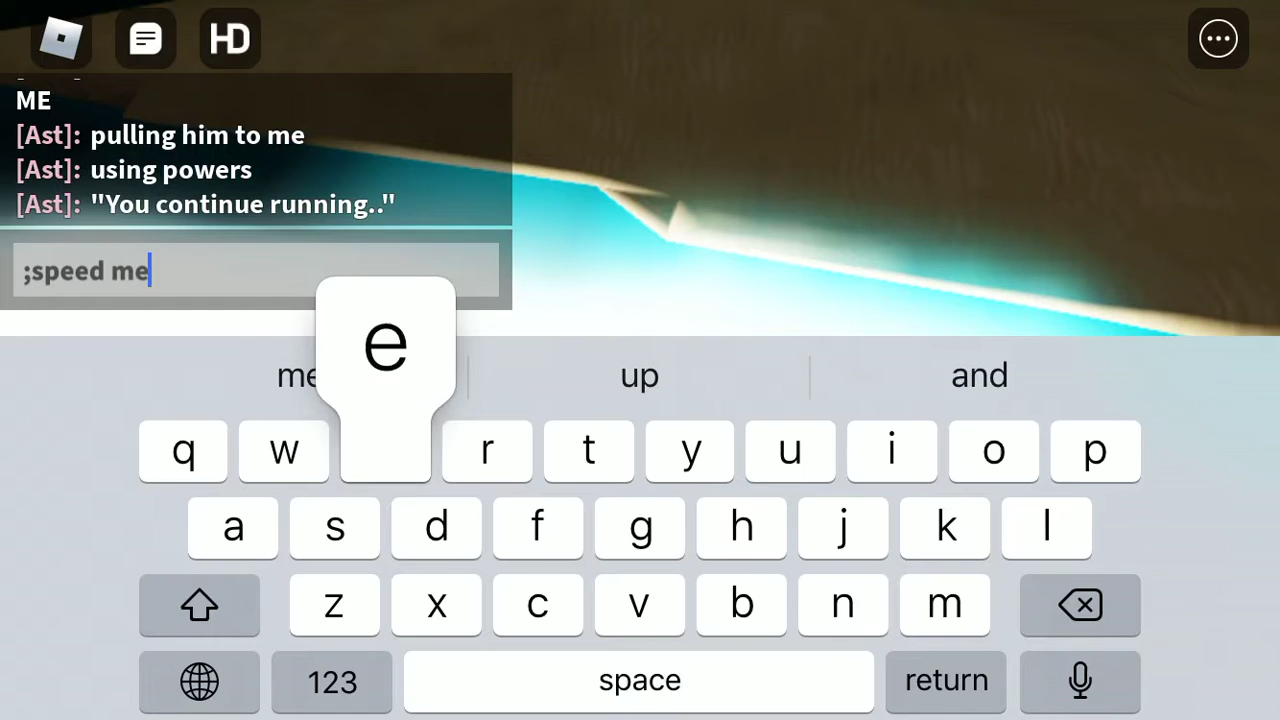 HD
ME
[Ast]: pulling him to me
[Ast]: using powers
[Ast]: "You continue running.."
;speed me
e
me up and
q w r t y u i o p
a s d f g h j k l
z x c v b n m
123 space return